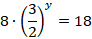 8·(3/2)^y = 18